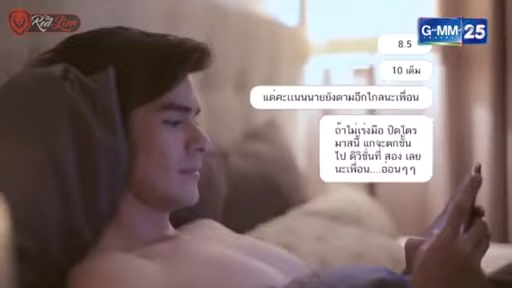 The
Red Lion
GMM
CHANNEL
25
8.5
10 เต็ม
แต่คะแนนนายยังตามอีกไกลนะเพื่อน
ถ้าไม่เร่งมือ ปิดไตร
มาสนี้ แกจะตกชั้น
ไป ดิวิชั่นที่ สอง เลย
นะเพื่อน....อ่อนๆๆ